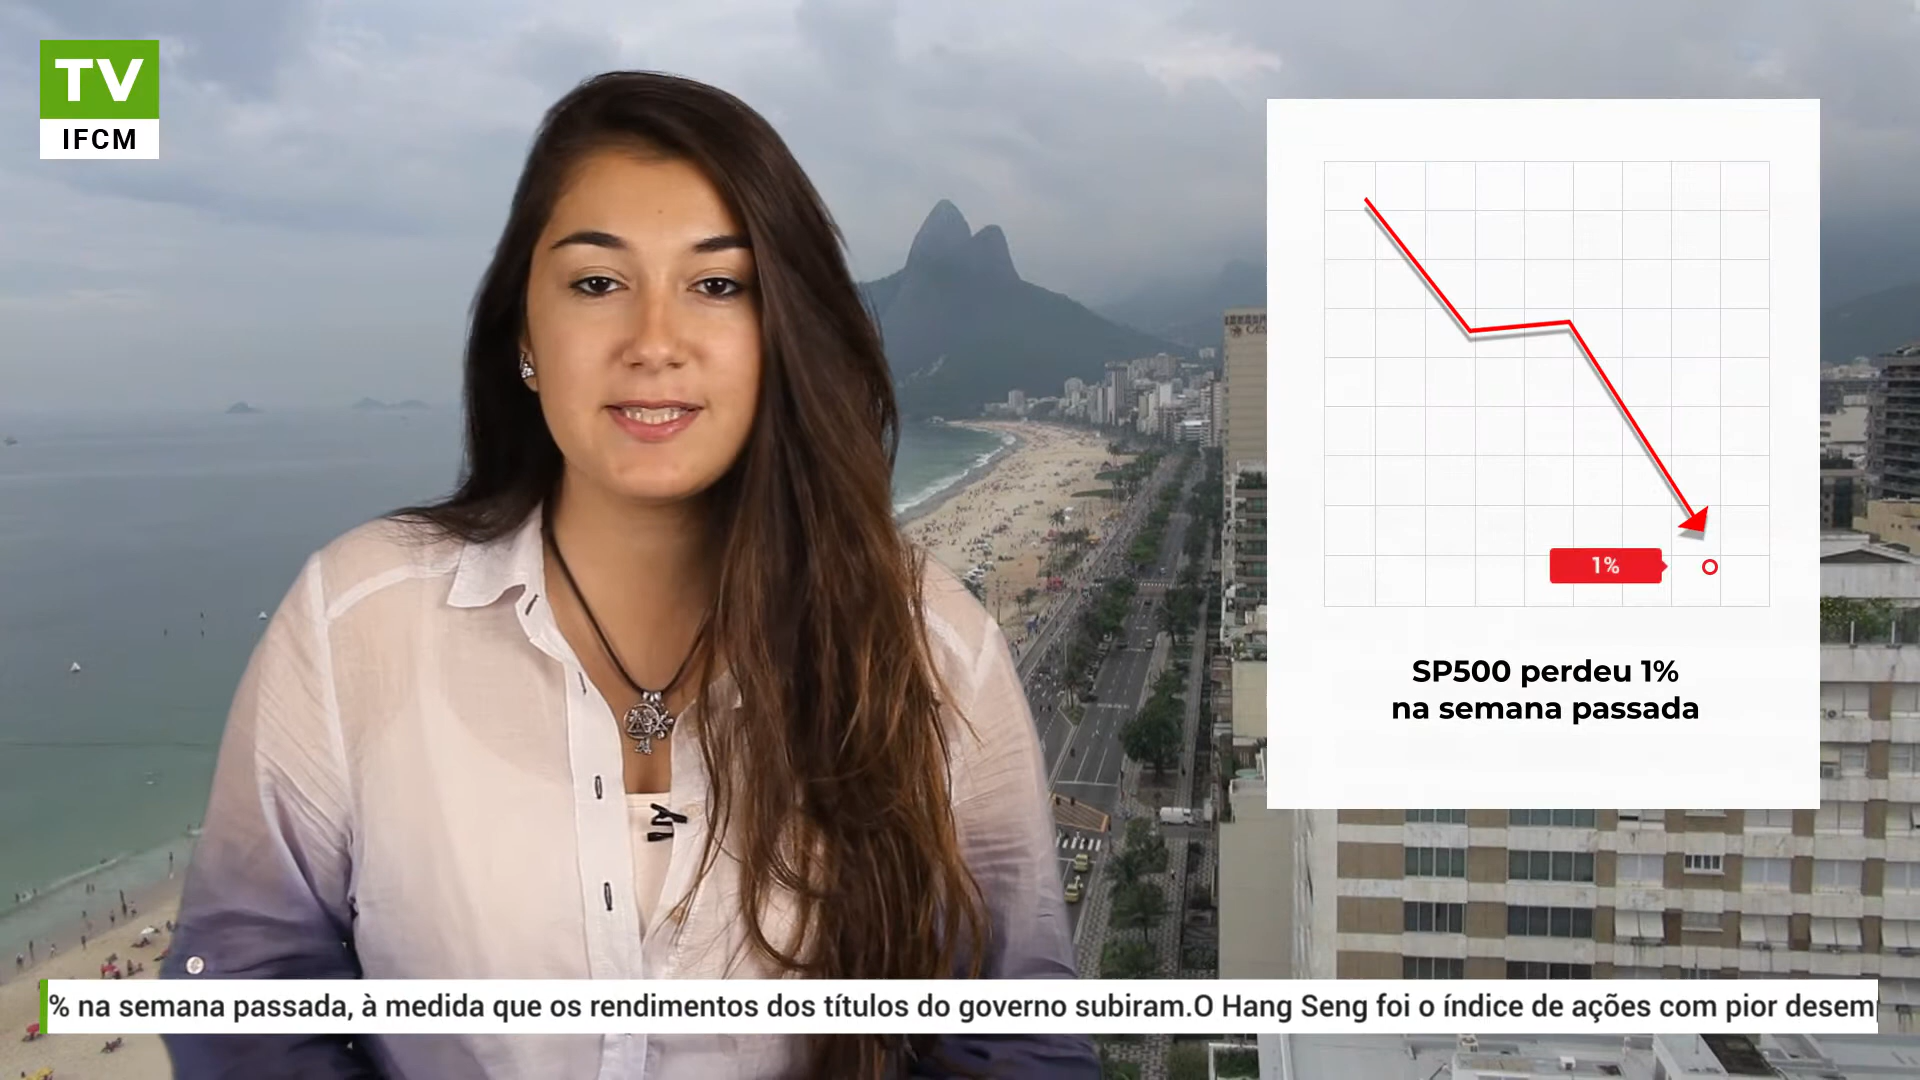 TV
IFCM
1%
SP500 perdeu 1%
na semana passada
% na semana passada, à medida que os rendimentos dos títulos do governo subiram.O Hang Seng foi o índice de ações com pior